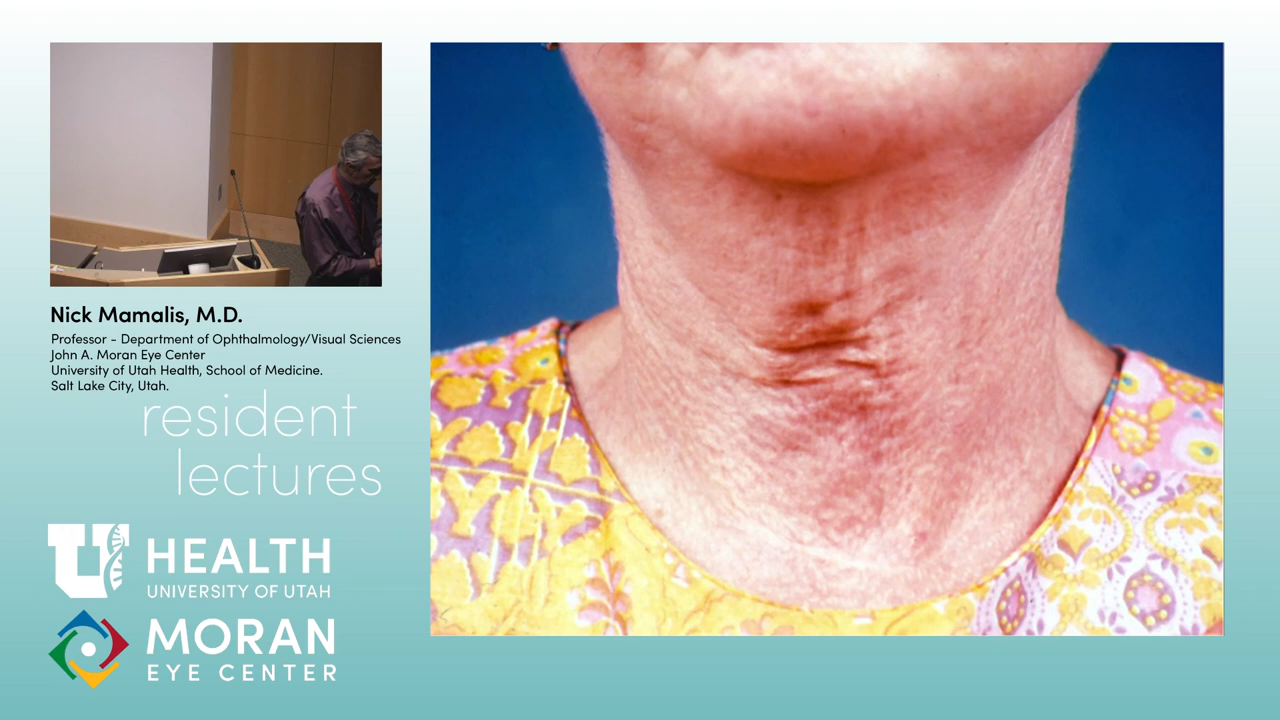 Nick Mamalis, M.D.
Professor - Department of Ophthalmology/Visual Sciences
John A. Moran Eye Center
University of Utah Health, School of Medicine.
Salt Lake City, Utah.
resident
lectures
U HEALTH
UNIVERSITY OF UTAH
MORAN
EYE CENTER